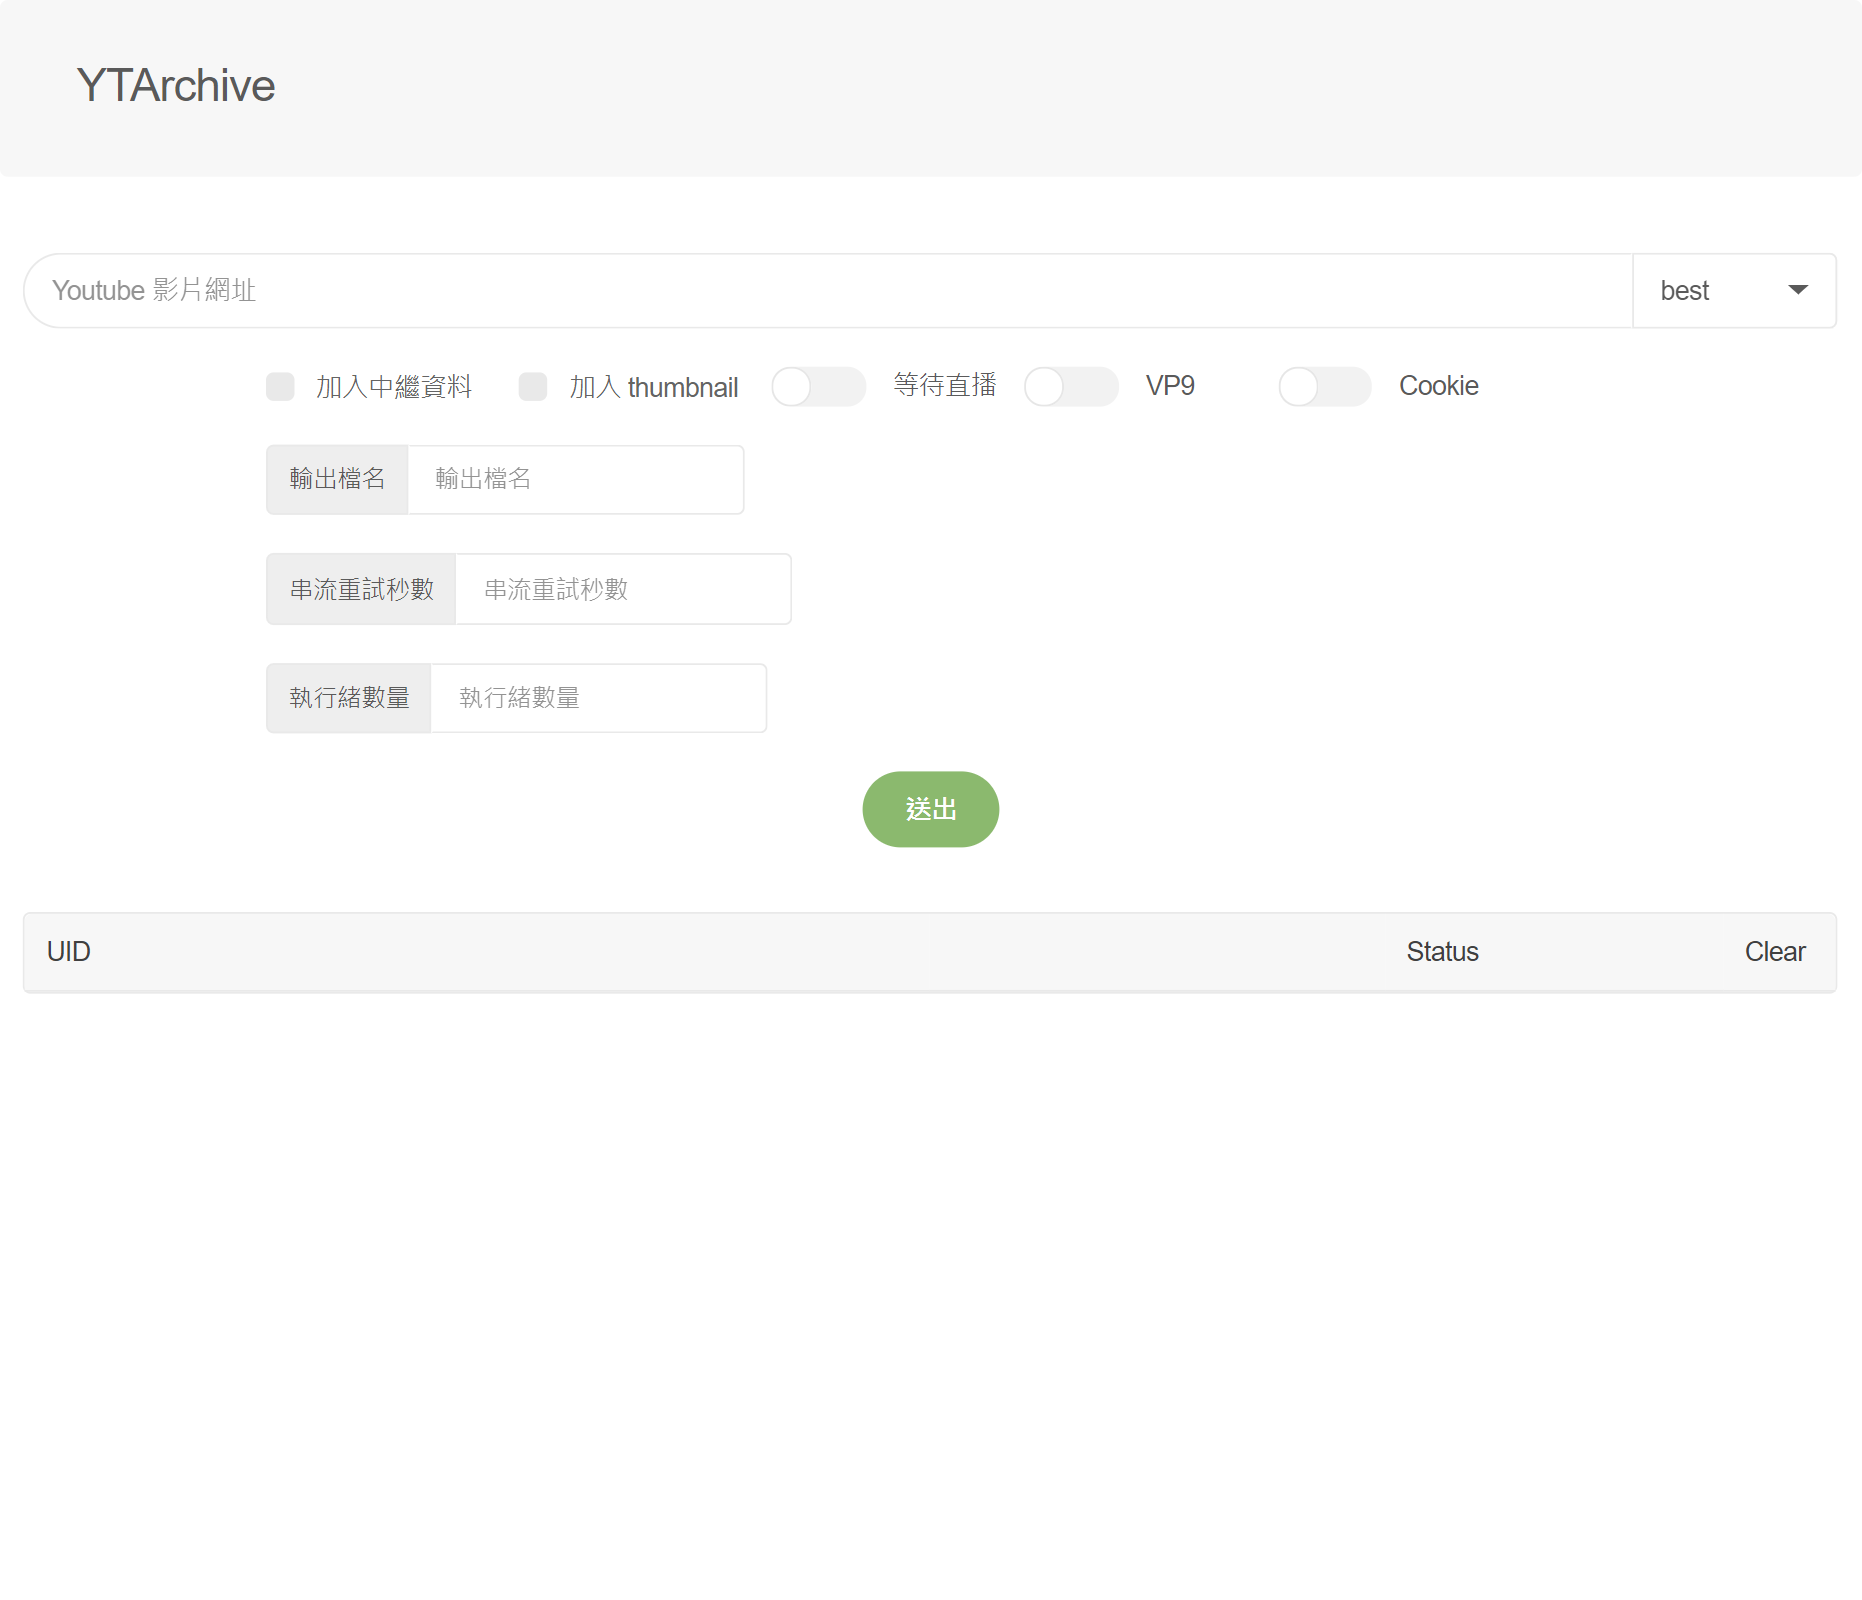 YTArchive
Youtube 影片網址 best
加入中繼資料 加入 thumbnail 等待直播 VP9 Cookie
輸出檔名 輸出檔名
串流重試秒數 串流重試秒數
執行緒數量 執行緒數量
送出
UID Status Clear